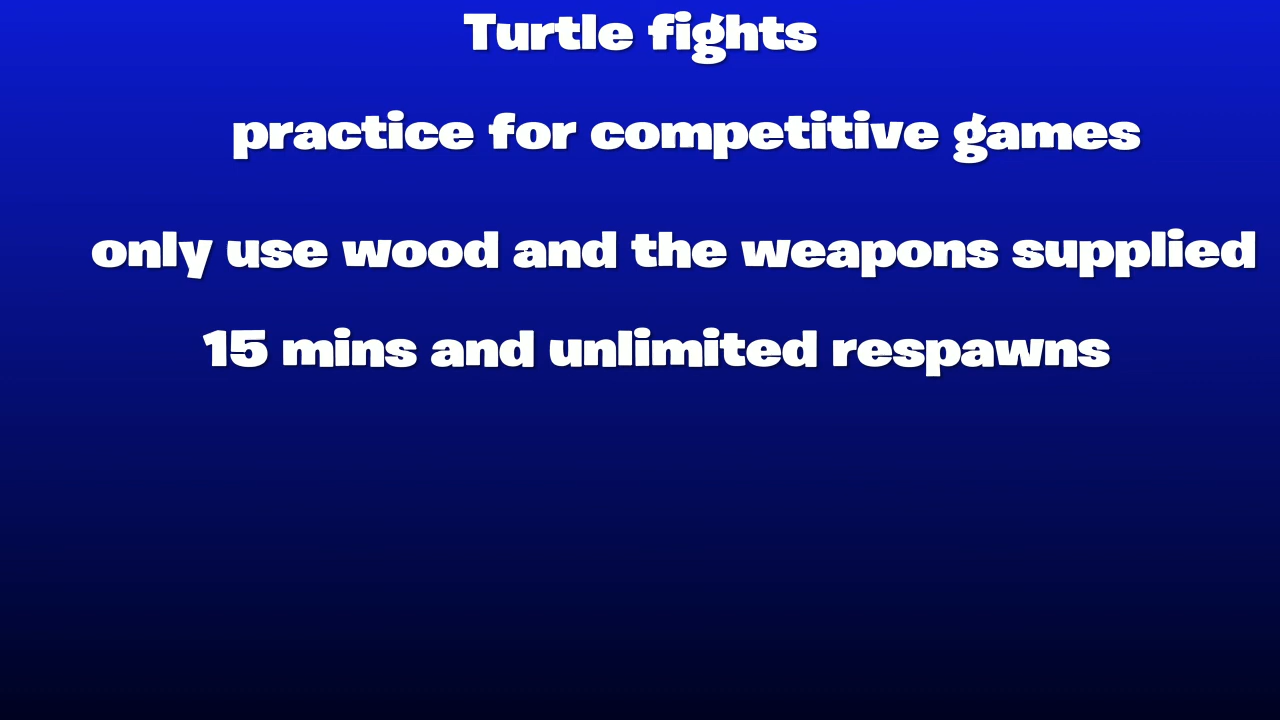 Turtle fights
practice for competitive games
only use wood and the weapons supplied
15 mins and unlimited respawns